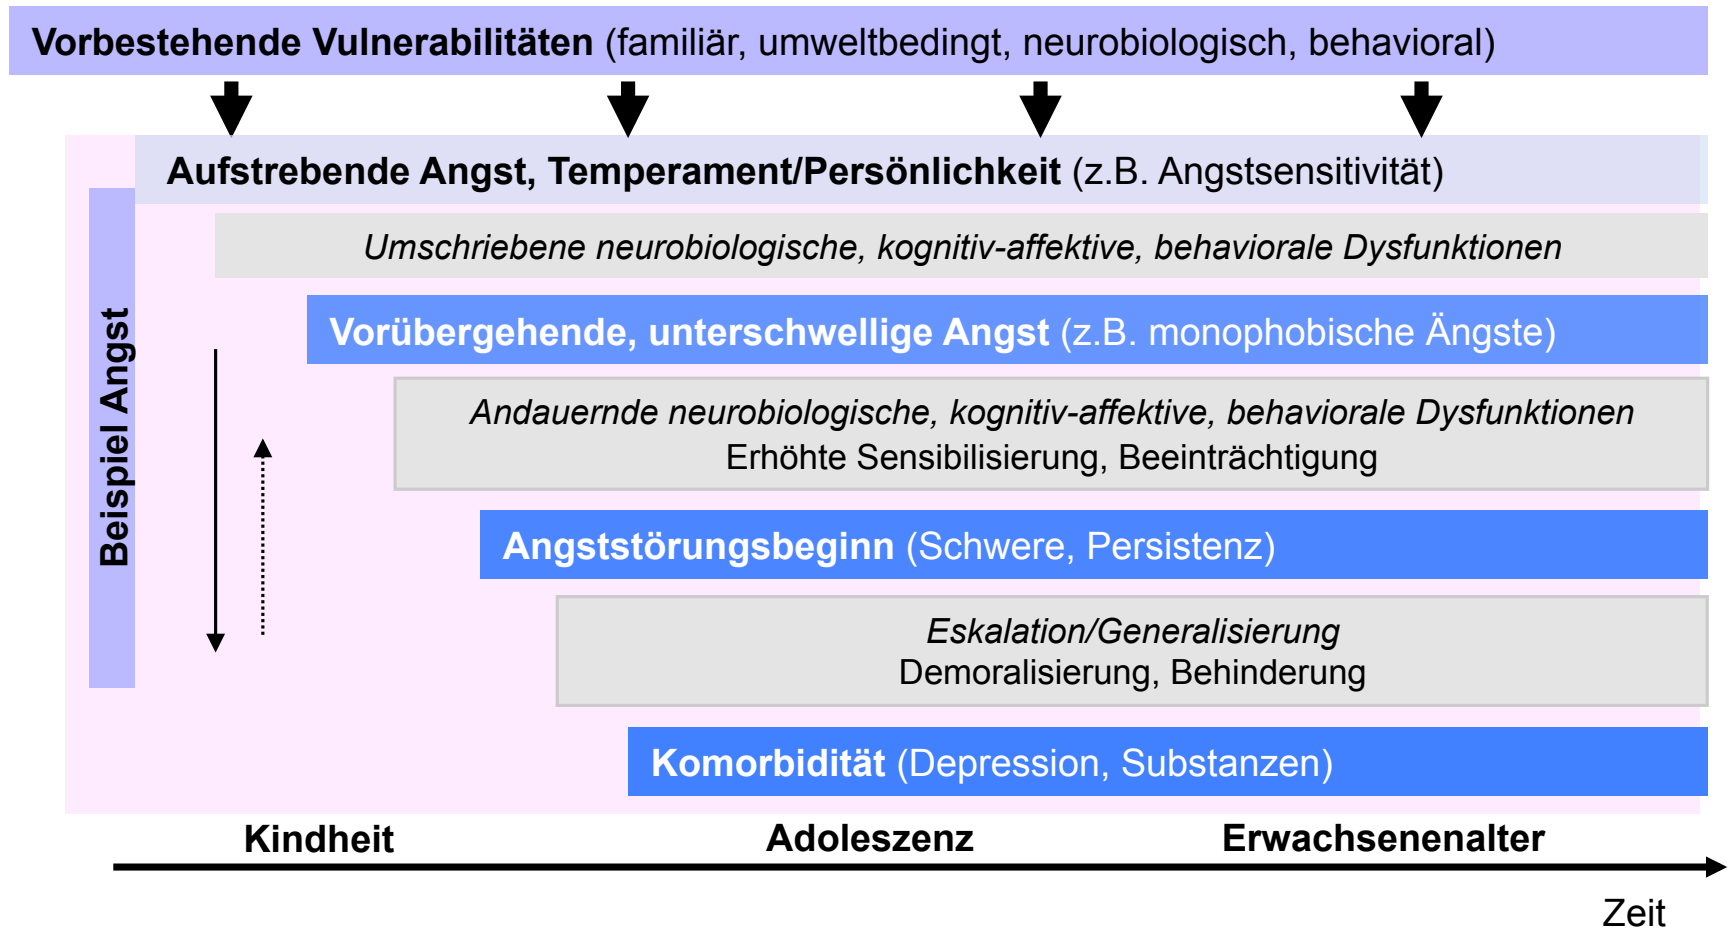 Vorbestehende Vulnerabilitäten (familiär, umweltbedingt, neurobiologisch, behavioral)
Aufstrebende Angst, Temperament/Persönlichkeit (z.B. Angstsensitivität)
Umschriebene neurobiologische, kognitiv-affektive, behaviorale Dysfunktionen
Beispiel Angst
Vorübergehende, unterschwellige Angst (z.B. monophobische Ängste)
Andauernde neurobiologische, kognitiv-affektive, behaviorale Dysfunktionen
Erhöhte Sensibilisierung, Beeinträchtigung
Angststörungsbeginn (Schwere, Persistenz)
Eskalation/Generalisierung
Demoralisierung, Behinderung
Komorbidität (Depression, Substanzen)
Kindheit Adoleszenz Erwachsenenalter
Zeit